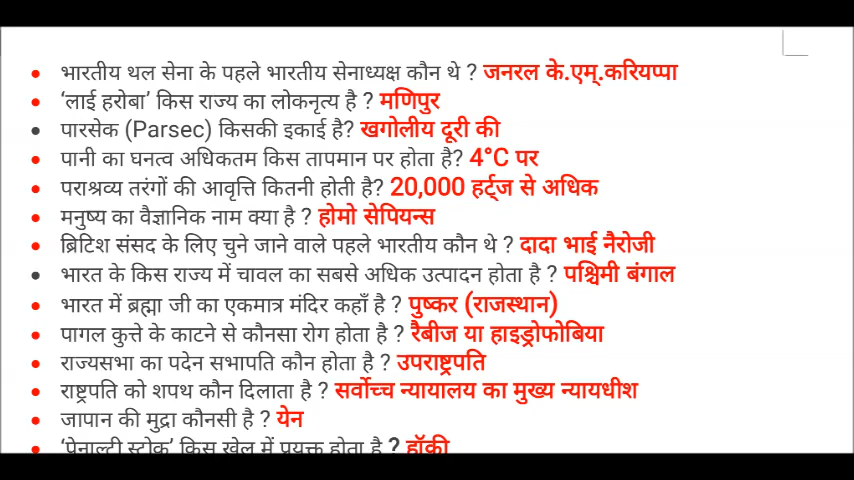 भारतीय थल सेना के पहले भारतीय सेनाध्यक्ष कौन थे ? जनरल के.एम्.करियप्पा
‘लाई हरोबा’ किस राज्य का लोकनृत्य है ? मणिपुर
पारसेक (Parsec) किसकी इकाई है? खगोलीय दूरी की
पानी का घनत्व अधिकतम किस तापमान पर होता है? 4°C पर
पराश्रव्य तरंगों की आवृत्ति कितनी होती है? 20,000 हर्ट्ज से अधिक
मनुष्य का वैज्ञानिक नाम क्या है ? होमो सेपियन्स
ब्रिटिश संसद के लिए चुने जाने वाले पहले भारतीय कौन थे ? दादा भाई नैरोजी
भारत के किस राज्य में चावल का सबसे अधिक उत्पादन होता है ? पश्चिमी बंगाल
भारत में ब्रह्मा जी का एकमात्र मंदिर कहाँ है ? पुष्कर (राजस्थान)
पागल कुत्ते के काटने से कौनसा रोग होता है ? रैबीज या हाइड्रोफोबिया
राज्यसभा का पदेन सभापति कौन होता है ? उपराष्ट्रपति
राष्ट्रपति को शपथ कौन दिलाता है ? सर्वोच्च न्यायालय का मुख्य न्यायधीश
जापान की मुद्रा कौनसी है ? येन
‘पेनाल्टी स्ट्रोक’ किस खेल में प्रयुक्त होता है ? हॉकी